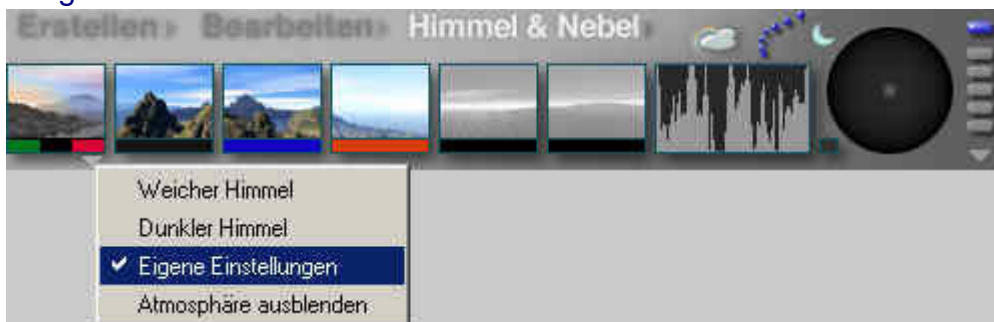 Erstellen Bearbeiten Himmel & Nebel
Weicher Himmel
Dunkler Himmel
Eigene Einstellungen
Atmosphäre ausblenden